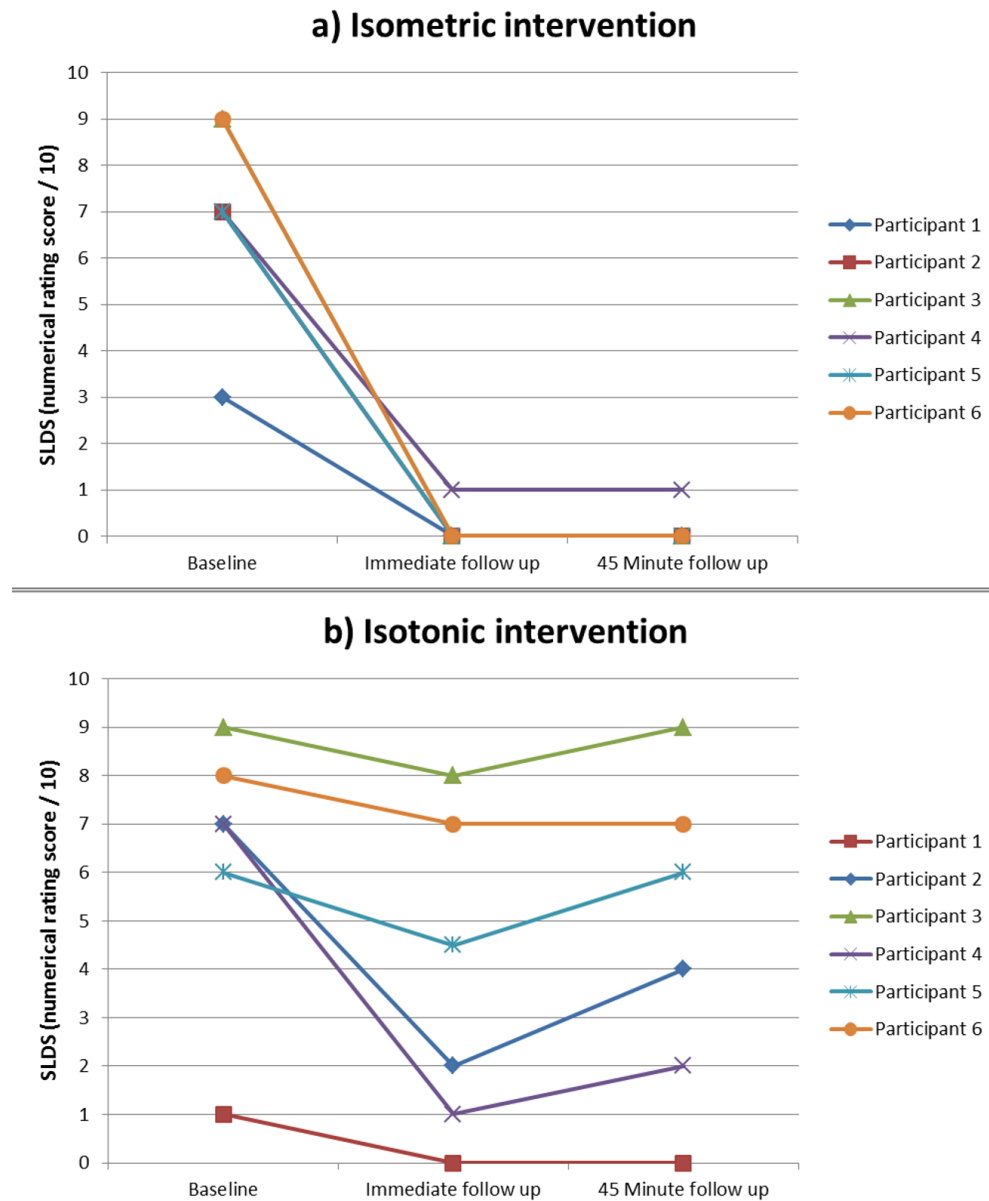 a) Isometric intervention
SLDS (numerical rating score / 10)
10
9
8
7
6
5
4
3
2
1
0
Baseline
Immediate follow up
45 Minute follow up
Participant 1
Participant 2
Participant 3
Participant 4
Participant 5
Participant 6
b) Isotonic intervention
SLDS (numerical rating score / 10)
10
9
8
7
6
5
4
3
2
1
0
Baseline
Immediate follow up
45 Minute follow up
Participant 1
Participant 2
Participant 3
Participant 4
Participant 5
Participant 6